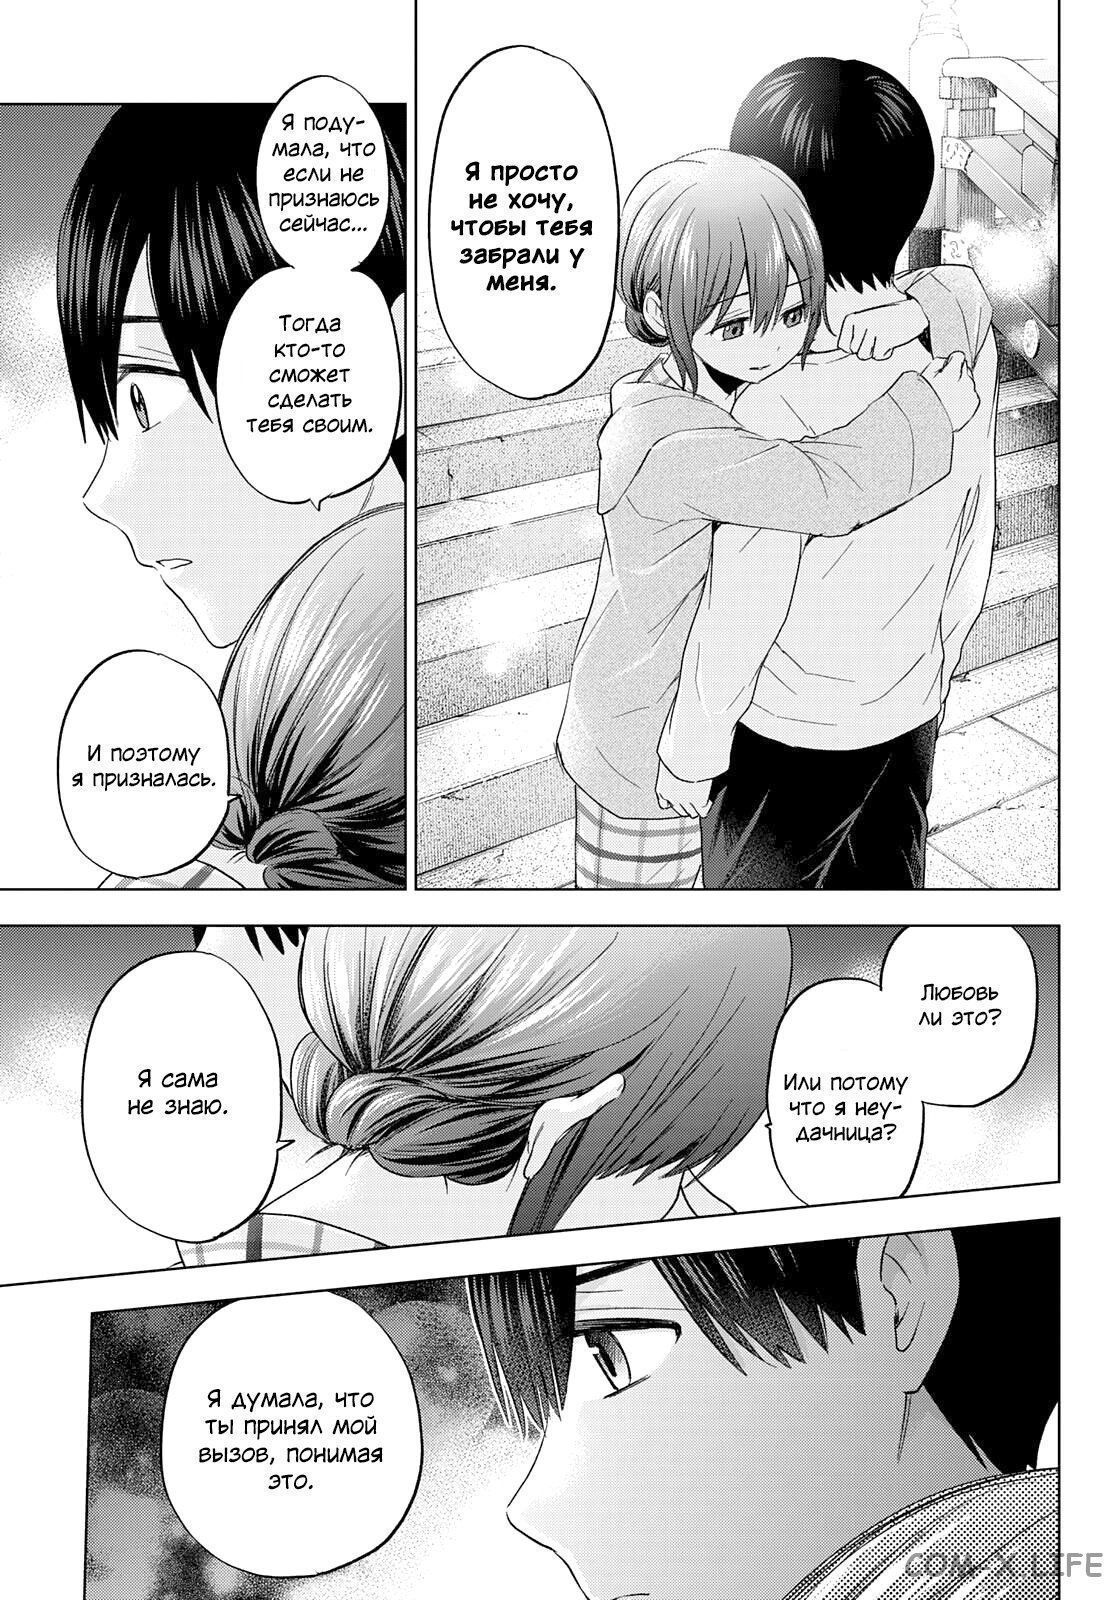 Я просто
не хочу,
чтобы тебя
забрали у
меня.
Я поду-
мала, что
если не
признаюсь
сейчас...
Тогда
кто-то
сможет
сделать
тебя своим.
И поэтому
я призналась.
Любовь
ли это?
Или потому
что я неу-
дачница?
Я сама
не знаю.
Я думала, что
ты принял мой
вызов, понимая
это.
COM-X LIFE